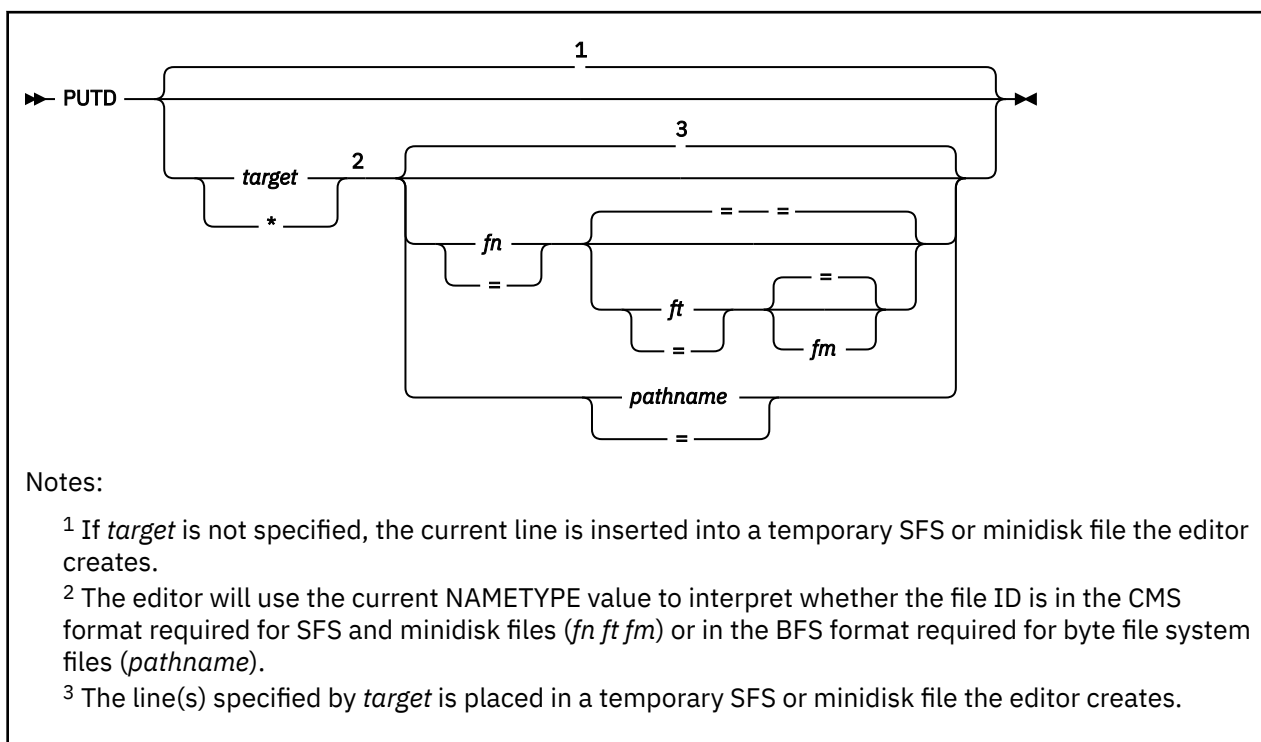 1
PUTD
3
target 2
*
= =
fn
=
=
ft
=
fm
pathname
=
Notes:
1 If target is not specified, the current line is inserted into a temporary SFS or minidisk file the editor
creates.
2 The editor will use the current NAMETYPE value to interpret whether the file ID is in the CMS
format required for SFS and minidisk files (fn ft fm) or in the BFS format required for byte file system
files (pathname).
3 The line(s) specified by target is placed in a temporary SFS or minidisk file the editor creates.